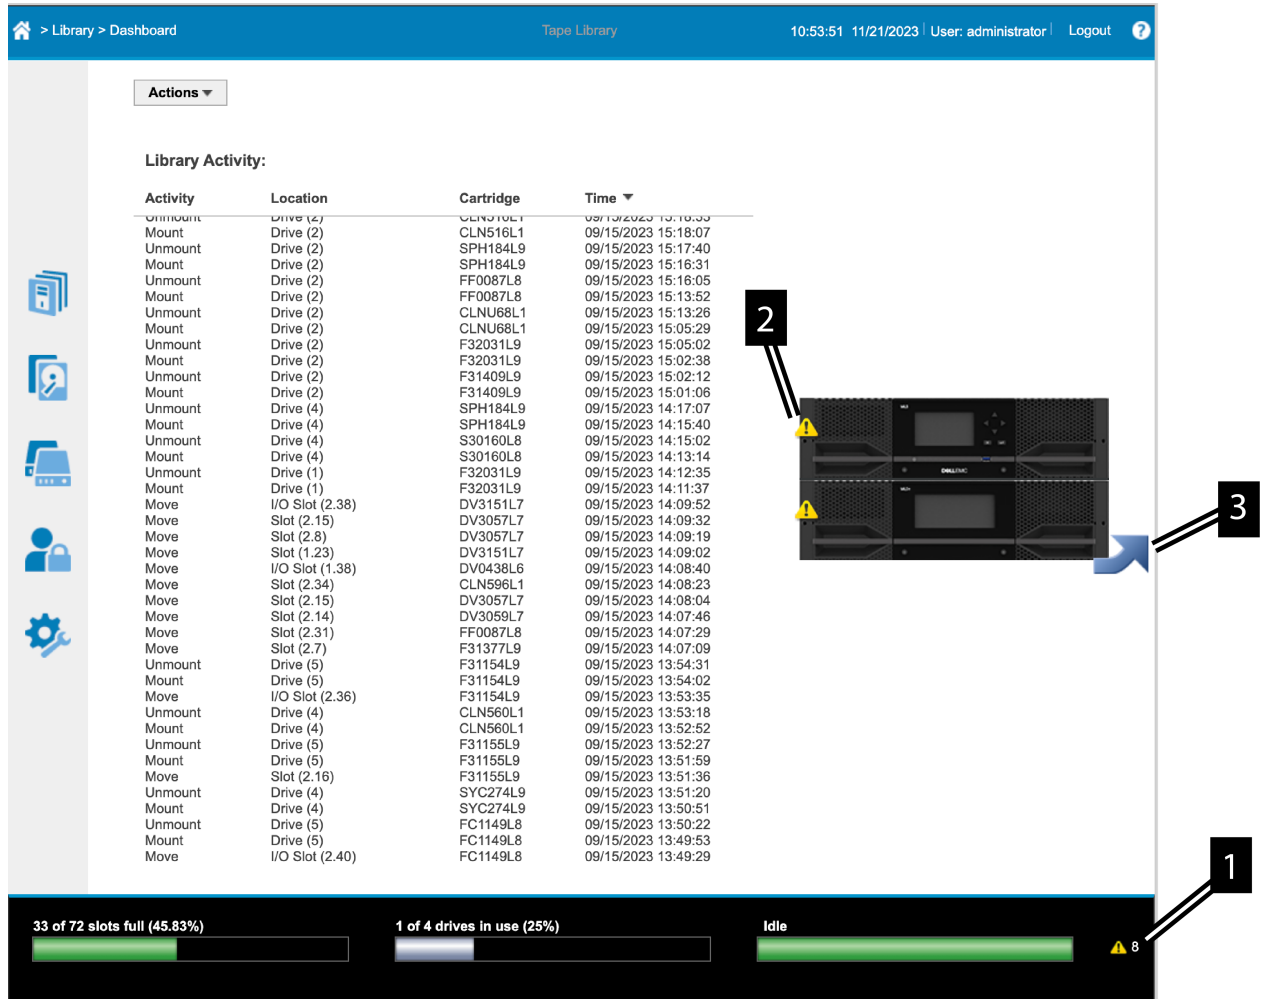 > Library > Dashboard Tape Library 10:53:51 11/21/2023 User: administrator Logout ?
Actions
Library Activity:
Activity Location Cartridge Time
Unmount Drive (2) CLN516L1 09/15/2023 15:18:33
Mount Drive (2) CLN516L1 09/15/2023 15:18:07
Unmount Drive (2) SPH184L9 09/15/2023 15:17:40
Mount Drive (2) SPH184L9 09/15/2023 15:16:31
Unmount Drive (2) FF0087L8 09/15/2023 15:16:05
Mount Drive (2) FF0087L8 09/15/2023 15:13:52
Unmount Drive (2) CLNU68L1 09/15/2023 15:13:26
Mount Drive (2) CLNU68L1 09/15/2023 15:05:29
Unmount Drive (2) F32031L9 09/15/2023 15:05:02
Mount Drive (2) F32031L9 09/15/2023 15:02:38
Unmount Drive (2) F31409L9 09/15/2023 15:02:12
Mount Drive (2) F31409L9 09/15/2023 15:01:06
Unmount Drive (4) SPH184L9 09/15/2023 14:17:07
Mount Drive (4) SPH184L9 09/15/2023 14:15:40
Unmount Drive (4) S30160L8 09/15/2023 14:15:02
Mount Drive (4) S30160L8 09/15/2023 14:13:14
Unmount Drive (1) F32031L9 09/15/2023 14:12:35
Mount Drive (1) F32031L9 09/15/2023 14:11:37
Move I/O Slot (2.38) DV3151L7 09/15/2023 14:09:52
Move Slot (2.15) DV3057L7 09/15/2023 14:09:32
Move Slot (2.8) DV3057L7 09/15/2023 14:09:19
Move Slot (1.23) DV3151L7 09/15/2023 14:09:02
Move I/O Slot (1.38) DV0438L6 09/15/2023 14:08:40
Move Slot (2.34) CLN596L1 09/15/2023 14:08:23
Move Slot (2.15) DV3057L7 09/15/2023 14:08:04
Move Slot (2.14) DV3059L7 09/15/2023 14:07:46
Move Slot (2.31) FF0087L8 09/15/2023 14:07:29
Move Slot (2.7) F31377L9 09/15/2023 14:07:09
Unmount Drive (5) F31154L9 09/15/2023 13:54:31
Mount Drive (5) F31154L9 09/15/2023 13:54:02
Move I/O Slot (2.36) F31154L9 09/15/2023 13:53:35
Unmount Drive (4) CLN560L1 09/15/2023 13:53:18
Mount Drive (4) CLN560L1 09/15/2023 13:52:52
Unmount Drive (5) F31155L9 09/15/2023 13:52:27
Mount Drive (5) F31155L9 09/15/2023 13:51:59
Move Slot (2.16) F31155L9 09/15/2023 13:51:36
Unmount Drive (4) SYC274L9 09/15/2023 13:51:20
Mount Drive (4) SYC274L9 09/15/2023 13:50:51
Unmount Drive (5) FC1149L8 09/15/2023 13:50:22
Mount Drive (5) FC1149L8 09/15/2023 13:49:53
Move I/O Slot (2.40) FC1149L8 09/15/2023 13:49:29
2
DELLEMC
3
1
33 of 72 slots full (45.83%) 1 of 4 drives in use (25%) Idle
8